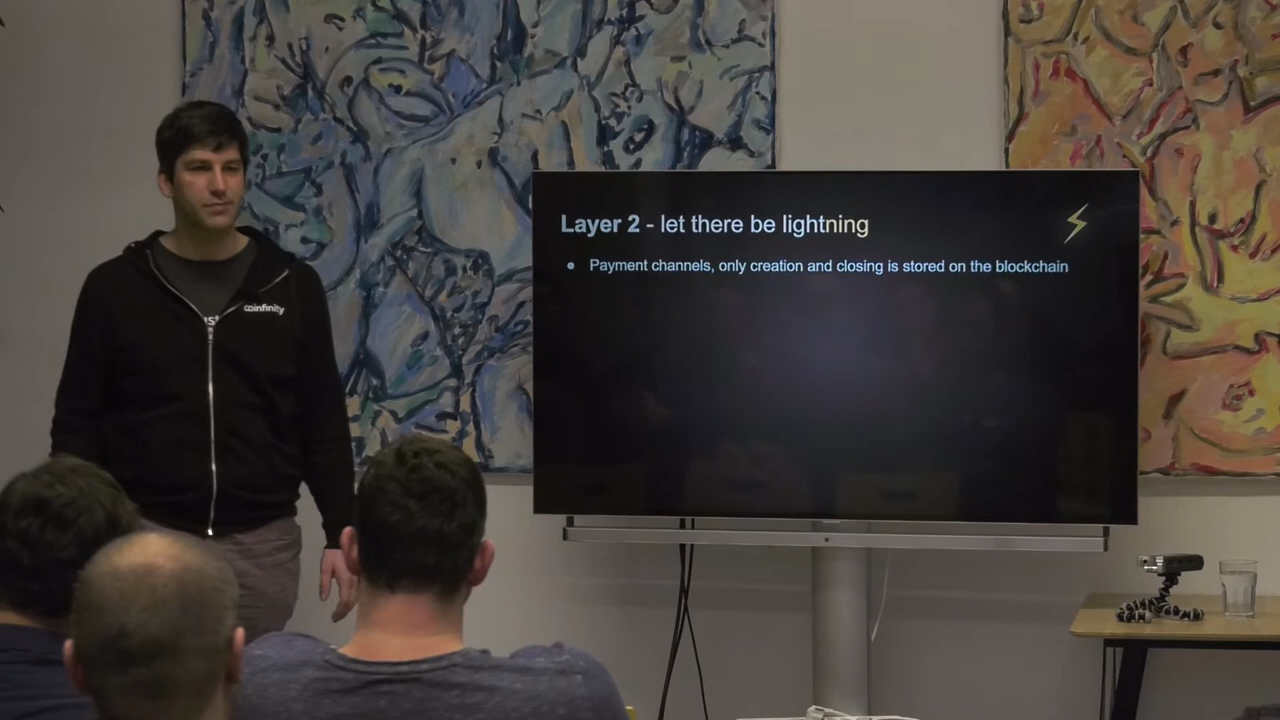 Layer 2 - let there be lightning
● Payment channels, only creation and closing is stored on the blockchain
coinfinity